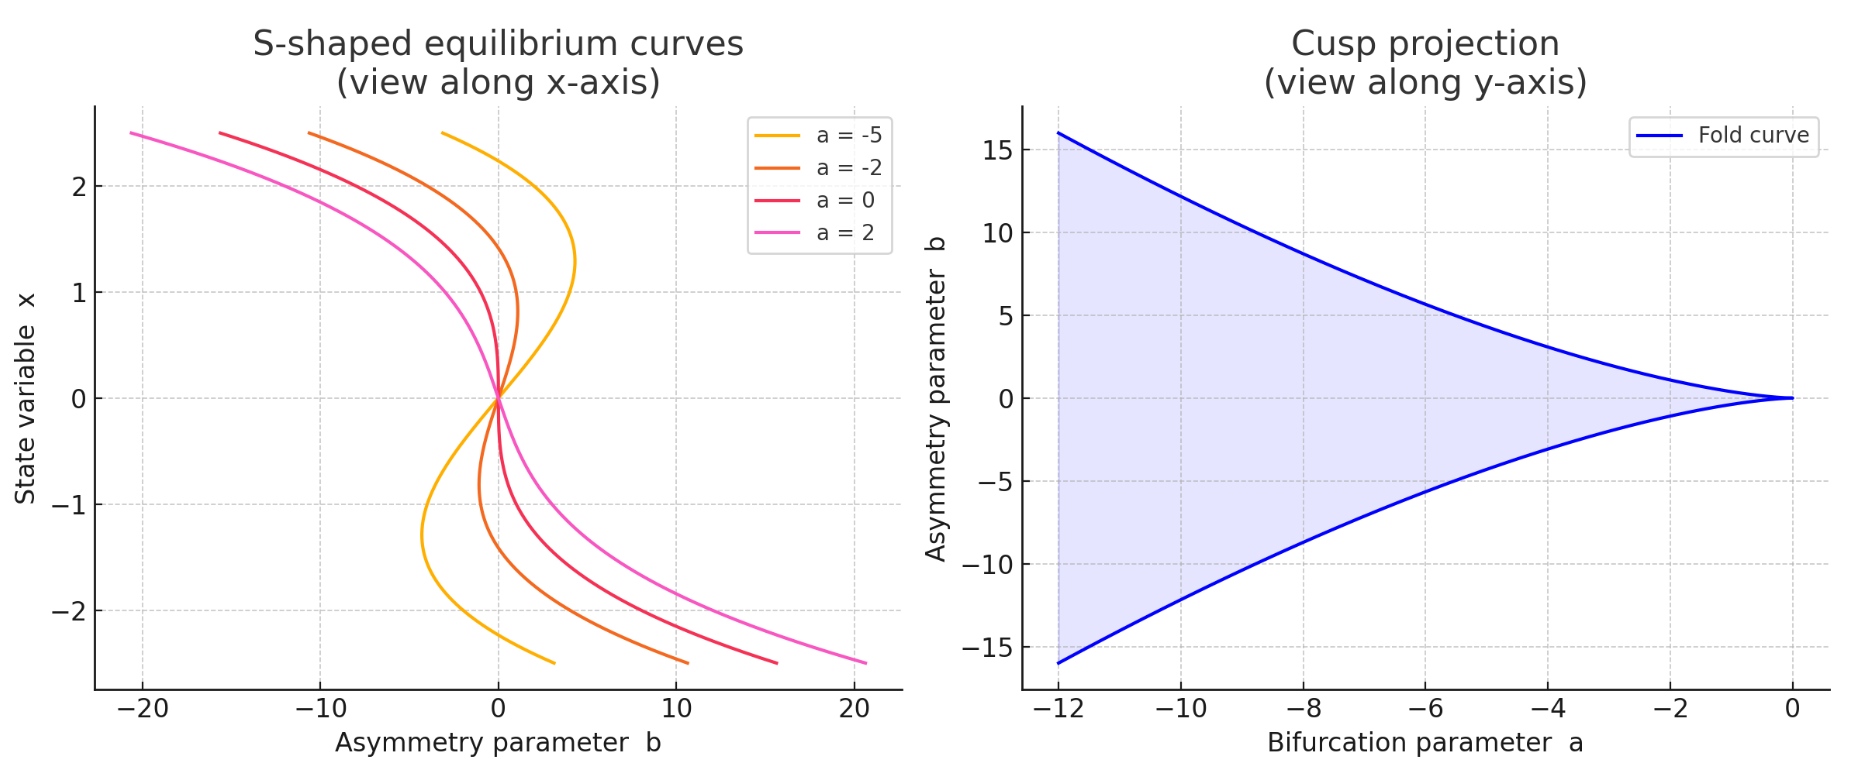 S-shaped equilibrium curves
(view along x-axis)
a = -5
a = -2
a = 0
a = 2
State variable  x
2
1
0
−1
−2
−20
−10
0
10
20
Asymmetry parameter  b
Cusp projection
(view along y-axis)
Fold curve
Asymmetry parameter  b
15
10
5
0
−5
−10
−15
−12
−10
−8
−6
−4
−2
0
Bifurcation parameter  a